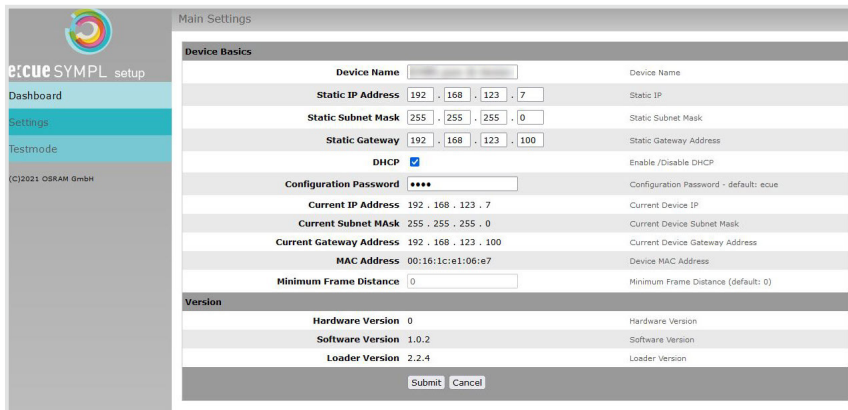 Main Settings
e:cue SYMPL setup
Dashboard
Settings
Testmode
(C)2021 OSRAM GmbH
Device Basics
Device Name Device Name
Static IP Address 192 . 168 . 123 . 7 Static IP
Static Subnet Mask 255 . 255 . 255 . 0 Static Subnet Mask
Static Gateway 192 . 168 . 123 . 100 Static Gateway Address
DHCP Enable /Disable DHCP
Configuration Password •••• Configuration Password - default: ecue
Current IP Address 192 . 168 . 123 . 7 Current Device IP
Current Subnet MAsk 255 . 255 . 255 . 0 Current Device Subnet Mask
Current Gateway Address 192 . 168 . 123 . 100 Current Device Gateway Address
MAC Address 00:16:1c:e1:06:e7 Device MAC Address
Minimum Frame Distance 0 Minimum Frame Distance (default: 0)
Version
Hardware Version 0 Hardware Version
Software Version 1.0.2 Software Version
Loader Version 2.2.4 Loader Version
Submit Cancel